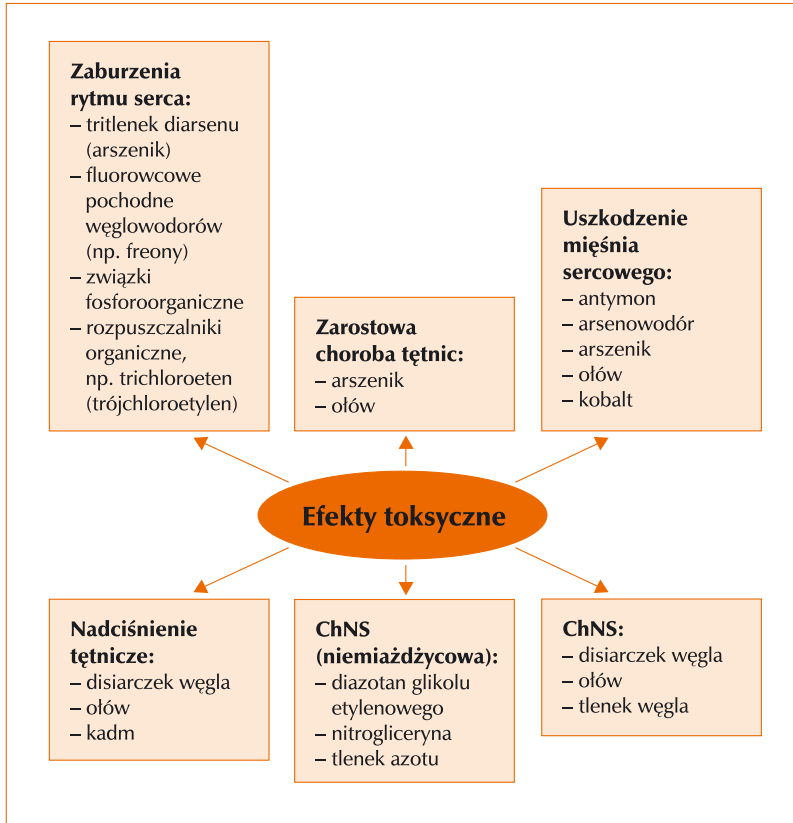 Zaburzenia
rytmu serca:
– tritlenek diarsenu
(arszenik)
– fluorowcowe
pochodne
węglowodorów
(np. freony)
– związki
fosforoorganiczne
– rozpuszczalniki
organiczne,
np. trichloroeten
(trójchloroetylen)
Zarostowa
choroba tętnic:
– arszenik
– ołów
Uszkodzenie
mięśnia
sercowego:
– antymon
– arsenowodór
– arszenik
– ołów
– kobalt
Efekty toksyczne
Nadciśnienie
tętnicze:
– disiarczek węgla
– ołów
– kadm
ChNS
(niemiażdżycowa):
– diazotan glikolu
etylenowego
– nitrogliceryna
– tlenek azotu
ChNS:
– disiarczek węgla
– ołów
– tlenek węgla